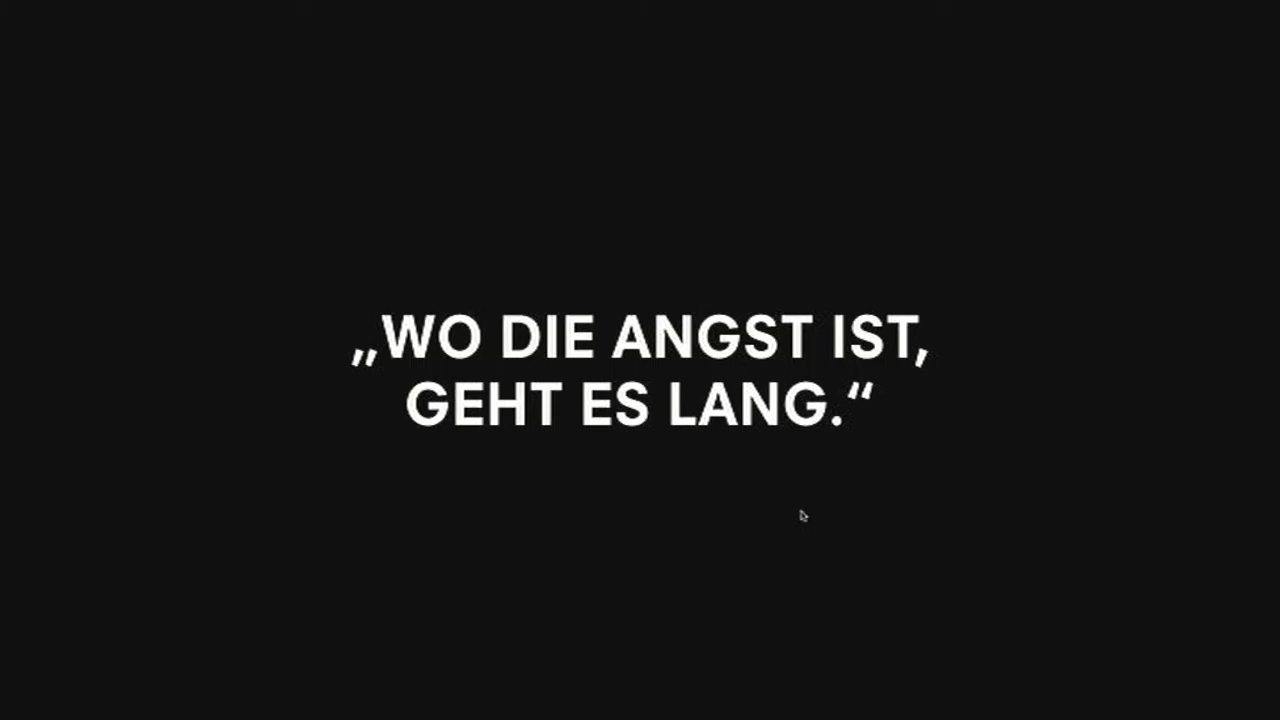 „WO DIE ANGST IST,
GEHT ES LANG.“